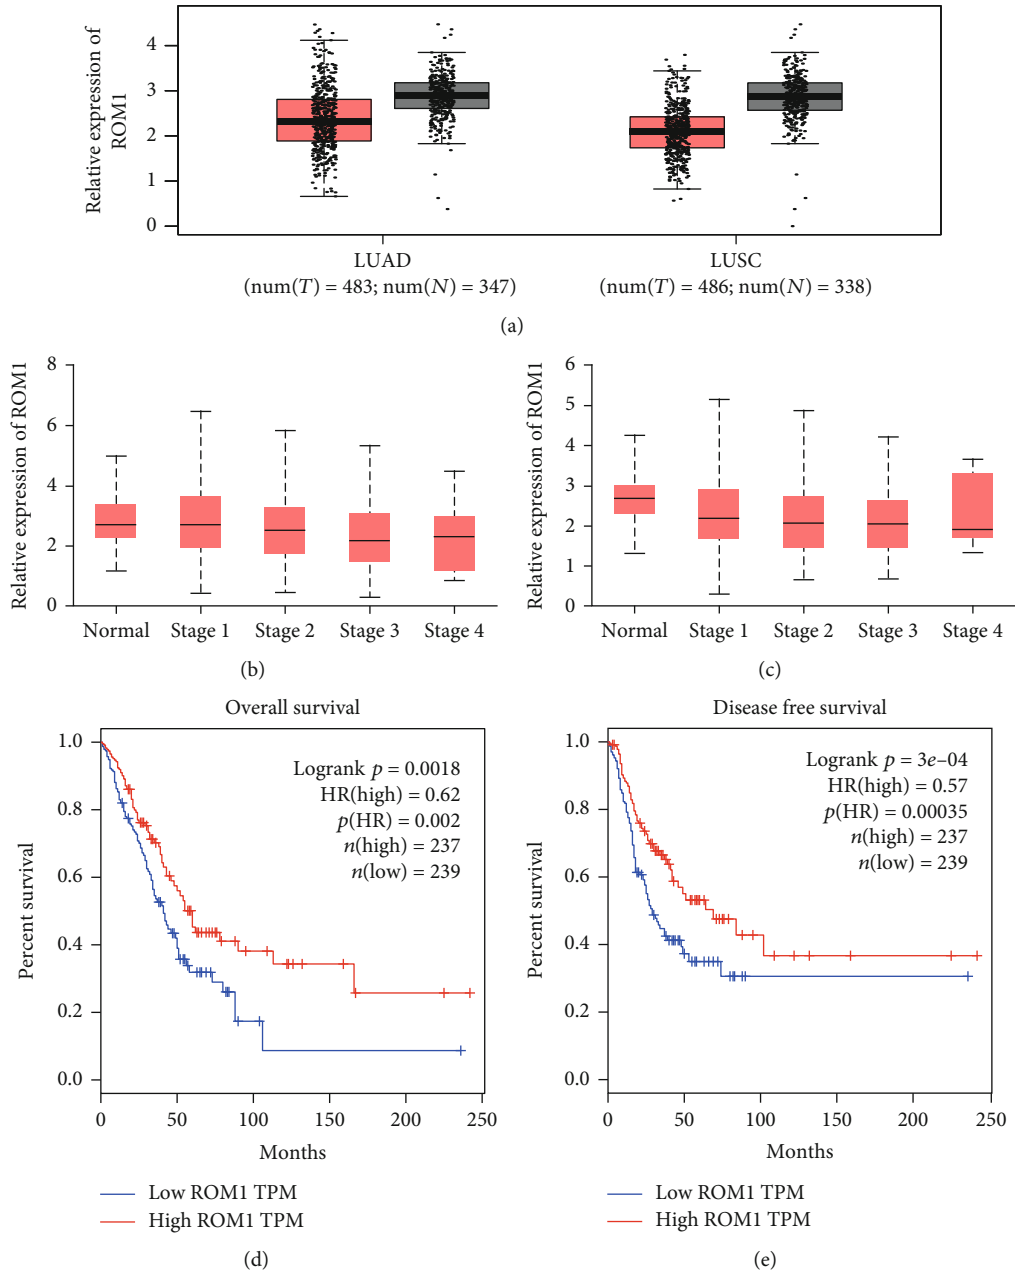 Relative expression of
ROM1
4
3
2
1
0
LUAD
(num(T) = 483; num(N) = 347)
LUSC
(num(T) = 486; num(N) = 338)
(a)
Relative expression of ROM1
8
6
4
2
0
Normal
Stage 1
Stage 2
Stage 3
Stage 4
(b)
Relative expression of ROM1
6
5
4
3
2
1
0
Normal
Stage 1
Stage 2
Stage 3
Stage 4
(c)
Overall survival
Percent survival
1.0
0.8
0.6
0.4
0.2
0.0
Logrank p = 0.0018
HR(high) = 0.62
p(HR) = 0.002
n(high) = 237
n(low) = 239
0
50
100
150
200
250
Months
Low ROM1 TPM
High ROM1 TPM
(d)
Disease free survival
Percent survival
1.0
0.8
0.6
0.4
0.2
0.0
Logrank p = 3e–04
HR(high) = 0.57
p(HR) = 0.00035
n(high) = 237
n(low) = 239
0
50
100
150
200
250
Months
Low ROM1 TPM
High ROM1 TPM
(e)